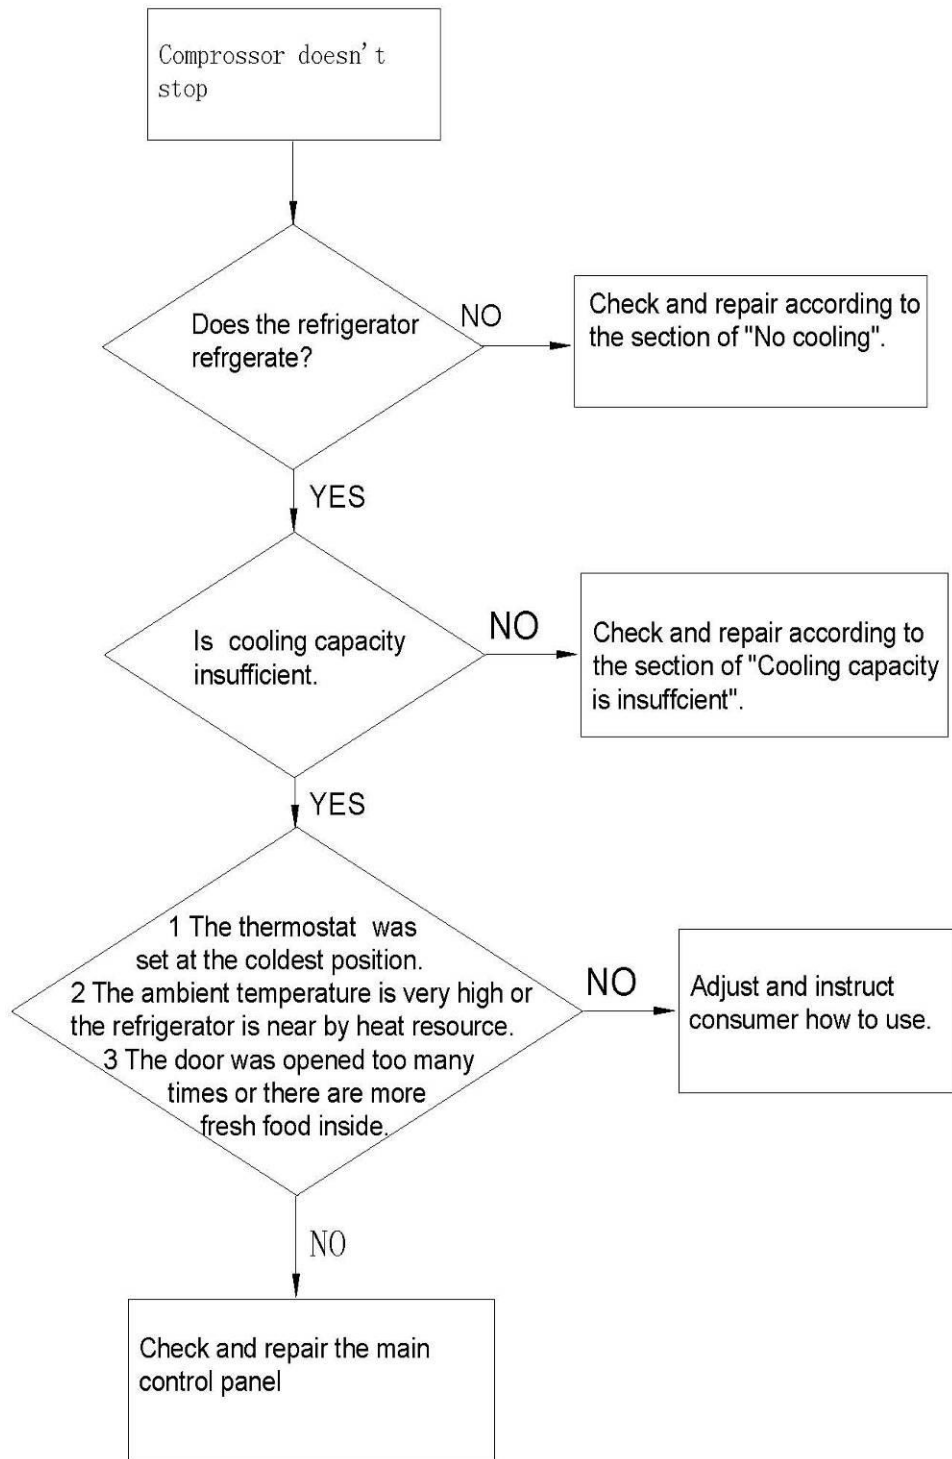 Comprossor doesn't
stop
Does the refrigerator
refrgerate?
NO
Check and repair according to
the section of "No cooling".
YES
Is cooling capacity
insufficient.
NO
Check and repair according to
the section of "Cooling capacity
is insuffcient".
YES
1 The thermostat was
set at the coldest position.
2 The ambient temperature is very high or
the refrigerator is near by heat resource.
3 The door was opened too many
times or there are more
fresh food inside.
NO
Adjust and instruct
consumer how to use.
NO
Check and repair the main
control panel